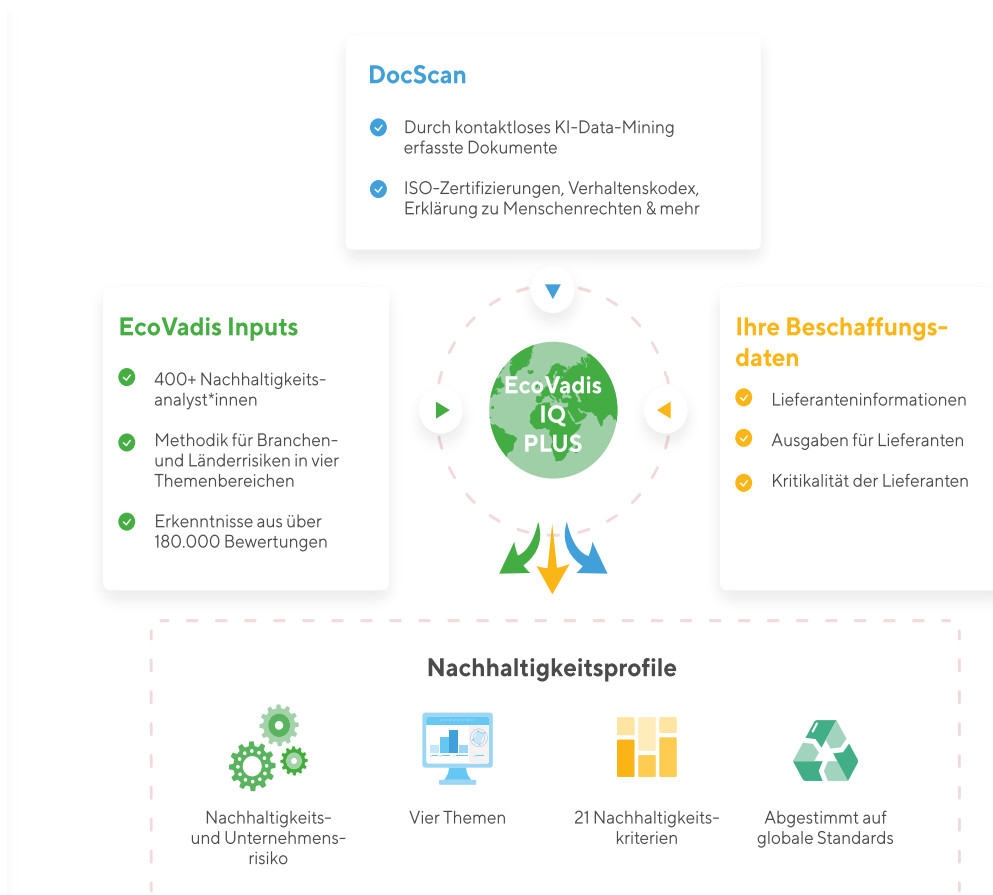 DocScan
Durch kontaktloses KI-Data-Mining
erfasste Dokumente
ISO-Zertifizierungen, Verhaltenskodex,
Erklärung zu Menschenrechten & mehr
EcoVadis Inputs
400+ Nachhaltigkeits-
analyst*innen
Methodik für Branchen-
und Länderrisiken in vier
Themenbereichen
Erkenntnisse aus über
180.000 Bewertungen
EcoVadis
IQ
PLUS
Ihre Beschaffungs-
daten
Lieferanteninformationen
Ausgaben für Lieferanten
Kritikalität der Lieferanten
Nachhaltigkeitsprofile
Nachhaltigkeits-
und Unternehmens-
risiko
Vier Themen
21 Nachhaltigkeits-
kriterien
Abgestimmt auf
globale Standards